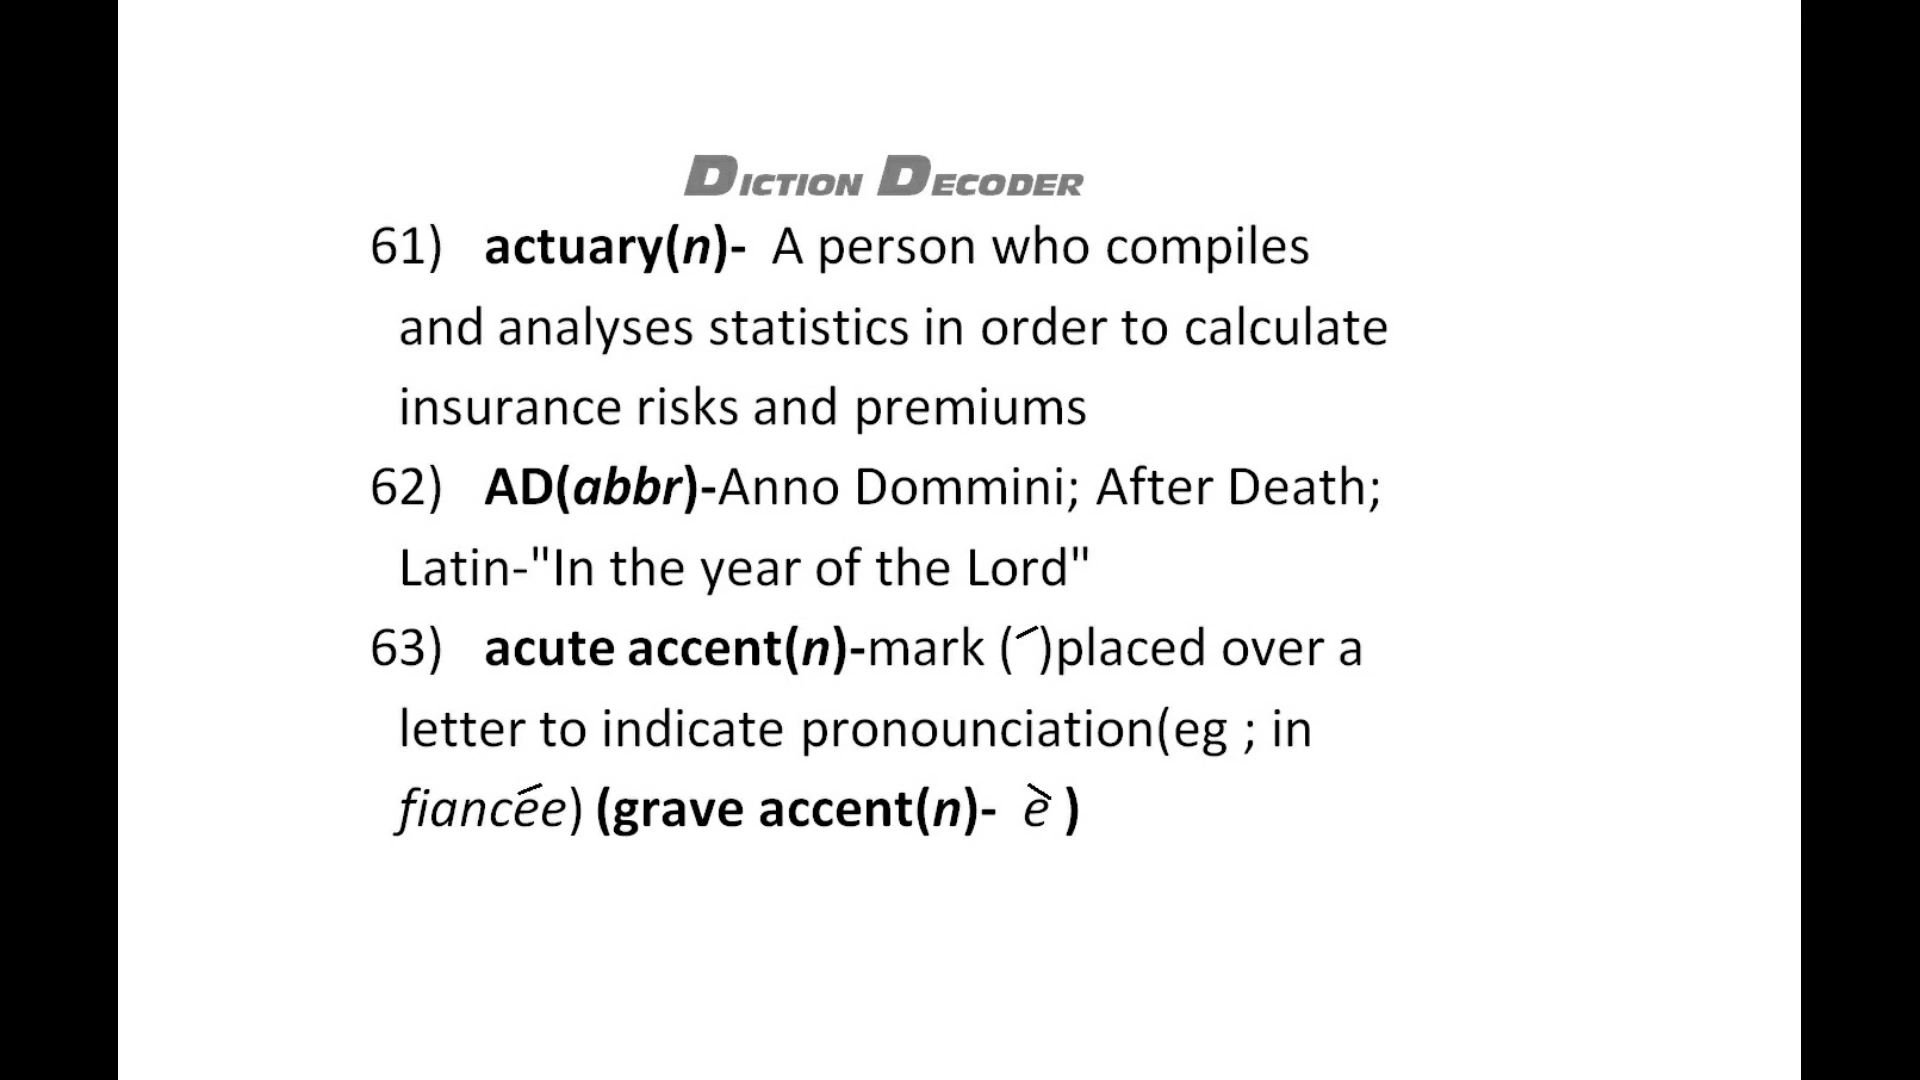 DICTION DECODER
61) actuary(n)- A person who compiles
and analyses statistics in order to calculate
insurance risks and premiums
62) AD(abbr)-Anno Dommini; After Death;
Latin-"In the year of the Lord"
63) acute accent(n)-mark (´)placed over a
letter to indicate pronounciation(eg ; in
fiancée) (grave accent(n)- è )